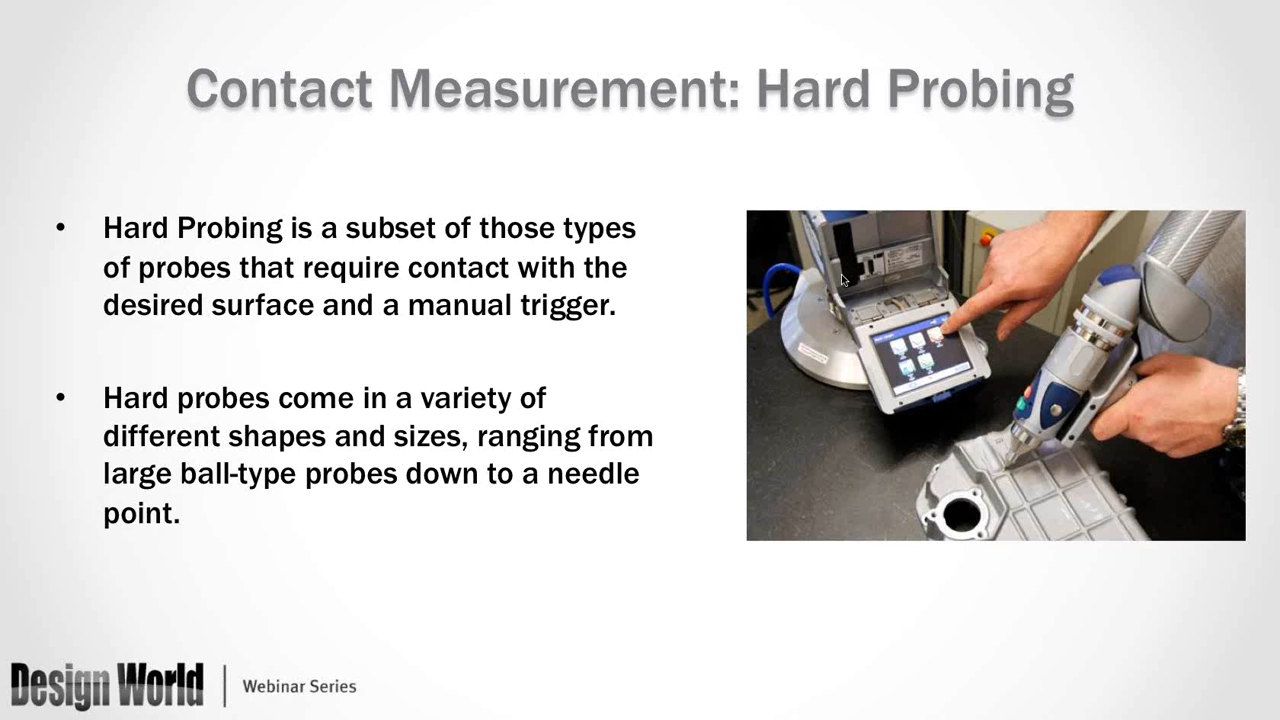 Contact Measurement: Hard Probing
• Hard Probing is a subset of those types
of probes that require contact with the
desired surface and a manual trigger.
• Hard probes come in a variety of
different shapes and sizes, ranging from
large ball-type probes down to a needle
point.
Design World | Webinar Series